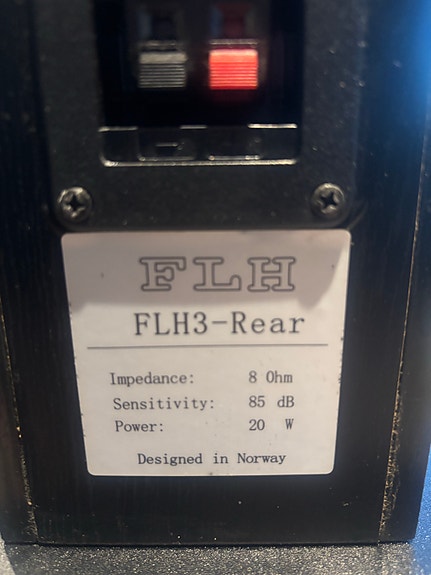 FLH
FLH3-Rear
Impedance: 8 Ohm
Sensitivity: 85 dB
Power: 20 W
Designed in Norway